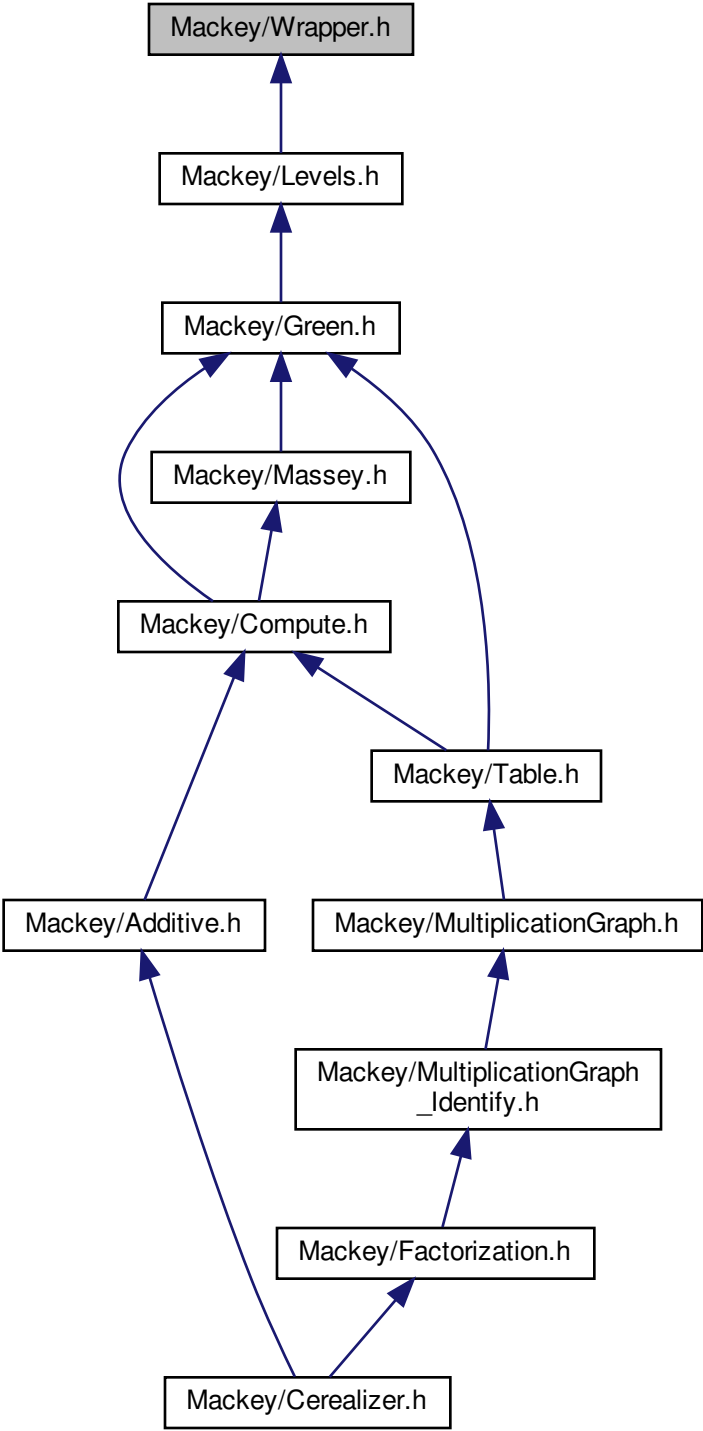 Mackey/Wrapper.h
Mackey/Levels.h
Mackey/Green.h
Mackey/Massey.h
Mackey/Compute.h
Mackey/Table.h
Mackey/Additive.h
Mackey/MultiplicationGraph.h
Mackey/MultiplicationGraph
_Identify.h
Mackey/Factorization.h
Mackey/Cerealizer.h